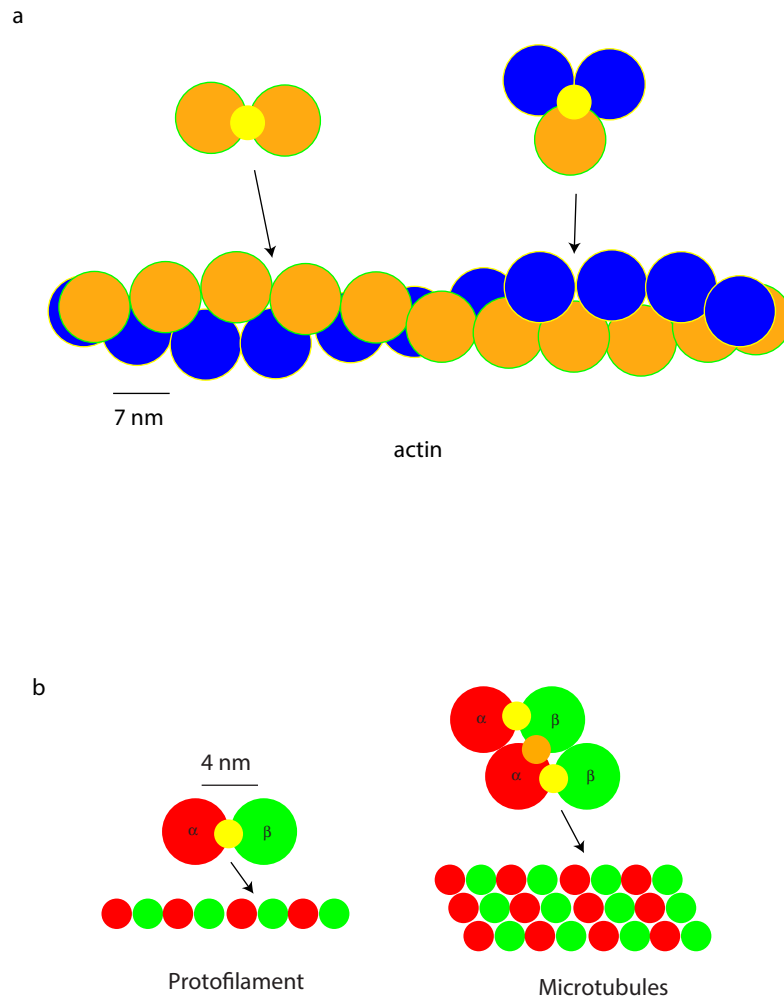 a
7 nm
actin
b
4 nm
α
β
α
β
α
β
Protofilament
Microtubules